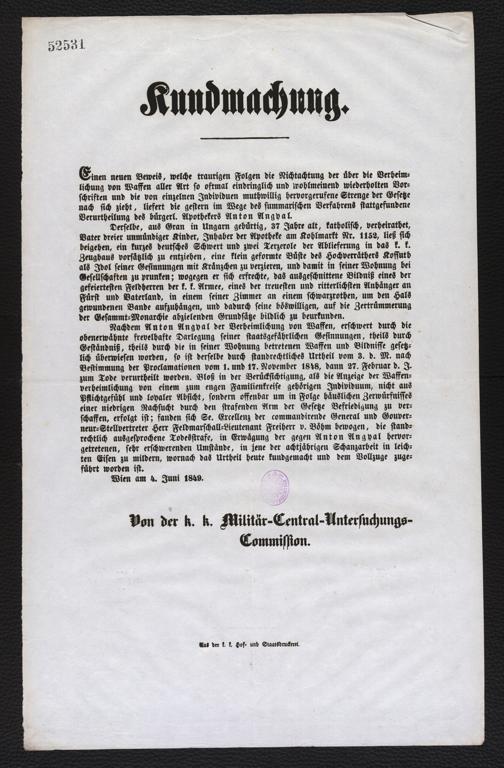 52531
Kundmachung.
Einen neuen Beweis, welche traurigen Folgen die Nichtachtung der über die Verheim-
lichung von Waffen aller Art so oftmal eindringlich und wohlmeinend wiederholten Vor-
schriften und die von einzelnen Individuen muthwillig hervorgerufene Strenge der Gesetze
nach sich zieht, liefert die gestern im Wege des summarischen Verfahrens stattgefundene
Verurtheilung des bürgerl. Apothekers Anton Angyal.
Derselbe, aus Gran in Ungarn gebürtig, 37 Jahre alt, katholisch, verheirathet,
Vater dreier unmündiger Kinder, Inhaber der Apotheke am Kohlmarkt Nr. 1152, ließ sich
beigehen, ein kurzes deutsches Schwert und zwei Terzerole der Ablieferung in das k. k.
Zeughaus vorsätzlich zu entziehen, eine klein geformte Büste des Hochverräthers Kossuth
als Idol seiner Gesinnungen mit Kränzchen zu verzieren, und damit in seiner Wohnung bei
Gesellschaften zu prunken; wogegen er sich erfrechte, das ausgeschnittene Bildniß eines der
gefeiertesten Feldherren der k. k. Armee, eines der treuesten und ritterlichsten Anhänger an
Fürst und Vaterland, in einem seiner Zimmer an einem schwarzrothen, um den Hals
gewundenen Bande aufzuhängen, und dadurch seine böswilligen, auf die Zertrümmerung
der Gesammt-Monarchie abzielenden Grundsätze bildlich zu beurkunden.
Nachdem Anton Angyal der Verheimlichung von Waffen, erschwert durch die
obenerwähnte frevelhafte Darlegung seiner staatsgefährlichen Gesinnungen, theils durch
Geständniß, theils durch die in seiner Wohnung betretenen Waffen und Bildnisse gesetz-
lich überwiesen worden, so ist derselbe durch standrechtliches Urtheil vom 3. d. M. nach
Bestimmung der Proclamationen vom 1. und 17. November 1848, dann 27. Februar d. J.
zum Tode verurtheilt worden. Bloß in der Berücksichtigung, als die Anzeige der Waffen-
verheimlichung von einem zum engen Familienkreise gehörigen Individuum, nicht aus
Pflichtgefühl und loyaler Absicht, sondern offenbar um in Folge häuslichen Zerwürfnisses
einer niedrigen Rachsucht durch den strafenden Arm der Gesetze Befriedigung zu ver-
schaffen, erfolgt ist; fanden sich Se. Excellenz der commandirende General und Gouver-
neur-Stellvertreter Herr Feldmarschall-Lieutenant Freiherr v. Böhm bewogen, die stand-
rechtlich ausgesprochene Todesstrafe, in Erwägung der gegen Anton Angyal hervor-
getretenen, sehr erschwerenden Umstände, in jene der achtjährigen Schanzarbeit in leich-
ten Eisen zu mildern, wornach das Urtheil heute kundgemacht und dem Vollzuge zuge-
führt worden ist.
Wien am 4. Juni 1849.
Von der k. k. Militär-Central-Untersuchungs-
Commission.
Aus der k. k. Hof- und Staatsdruckerei.